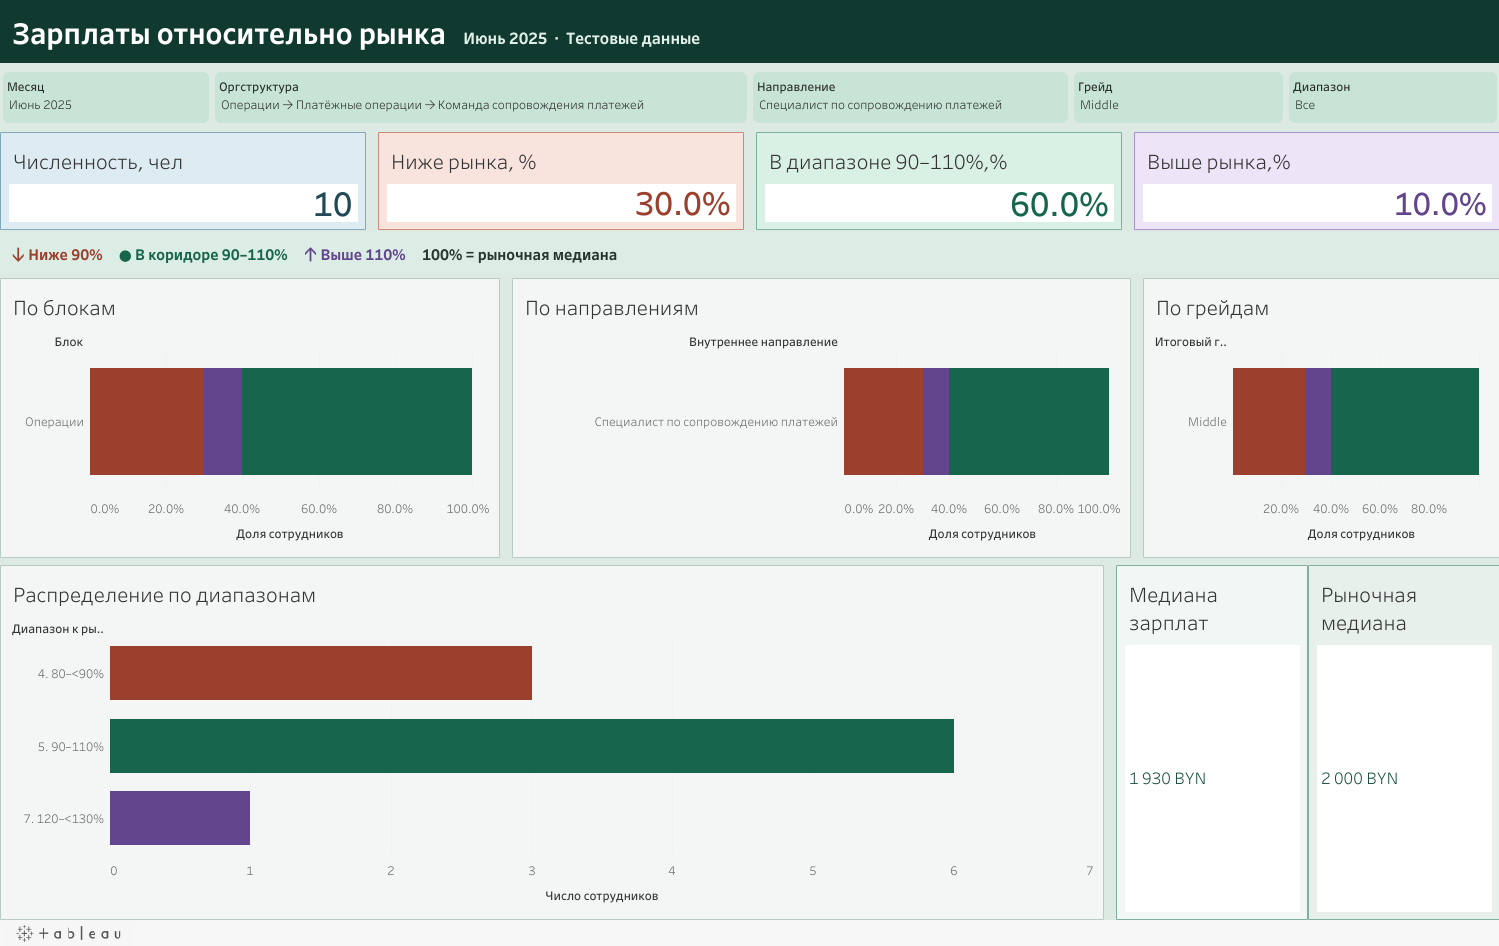 Зарплаты относительно рынка Июнь 2025 · Тестовые данные
Месяц
Июнь 2025
Оргструктура
Операции → Платёжные операции → Команда сопровождения платежей
Направление
Специалист по сопровождению платежей
Грейд
Middle
Диапазон
Все
Численность, чел
10
Ниже рынка, %
30.0%
В диапазоне 90–110%,%
60.0%
Выше рынка,%
10.0%
↓ Ниже 90% ● В коридоре 90–110% ↑ Выше 110% 100% = рыночная медиана
По блокам
Блок
Операции
0.0% 20.0% 40.0% 60.0% 80.0% 100.0%
Доля сотрудников
По направлениям
Внутреннее направление
Специалист по сопровождению платежей
0.0% 20.0% 40.0% 60.0% 80.0% 100.0%
Доля сотрудников
По грейдам
Итоговый г..
Middle
20.0% 40.0% 60.0% 80.0%
Доля сотрудников
Распределение по диапазонам
Диапазон к ры..
4. 80–<90%
5. 90–110%
7. 120–<130%
0 1 2 3 4 5 6 7
Число сотрудников
Медиана
зарплат
1 930 BYN
Рыночная
медиана
2 000 BYN
+ableau